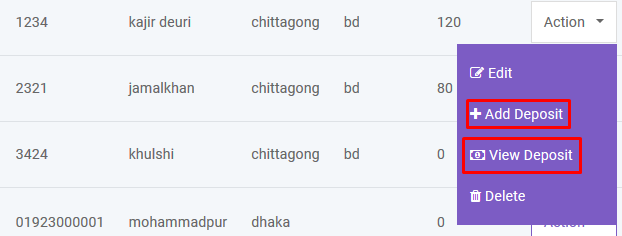 1234 kajir deuri chittagong bd 120 Action
Edit
2321 jamalkhan chittagong bd 80
Add Deposit
3424 khulshi chittagong bd 0 View Deposit
Delete
01923000001 mohammadpur dhaka 0 Action